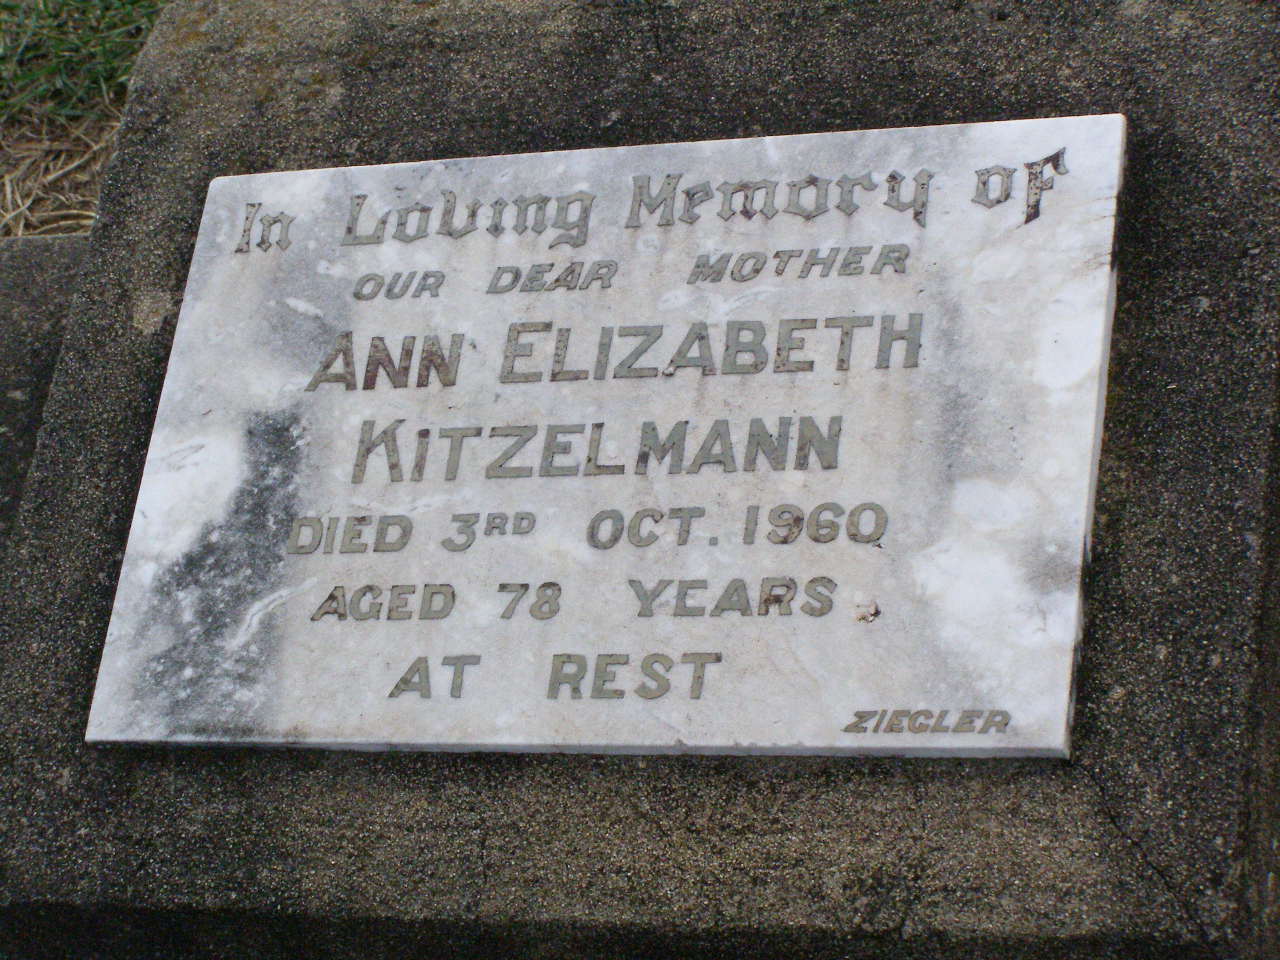 In Loving Memory of
OUR DEAR MOTHER
ANN ELIZABETH
KITZELMANN
DIED 3RD OCT. 1960
AGED 78 YEARS
AT REST
ZIEGLER